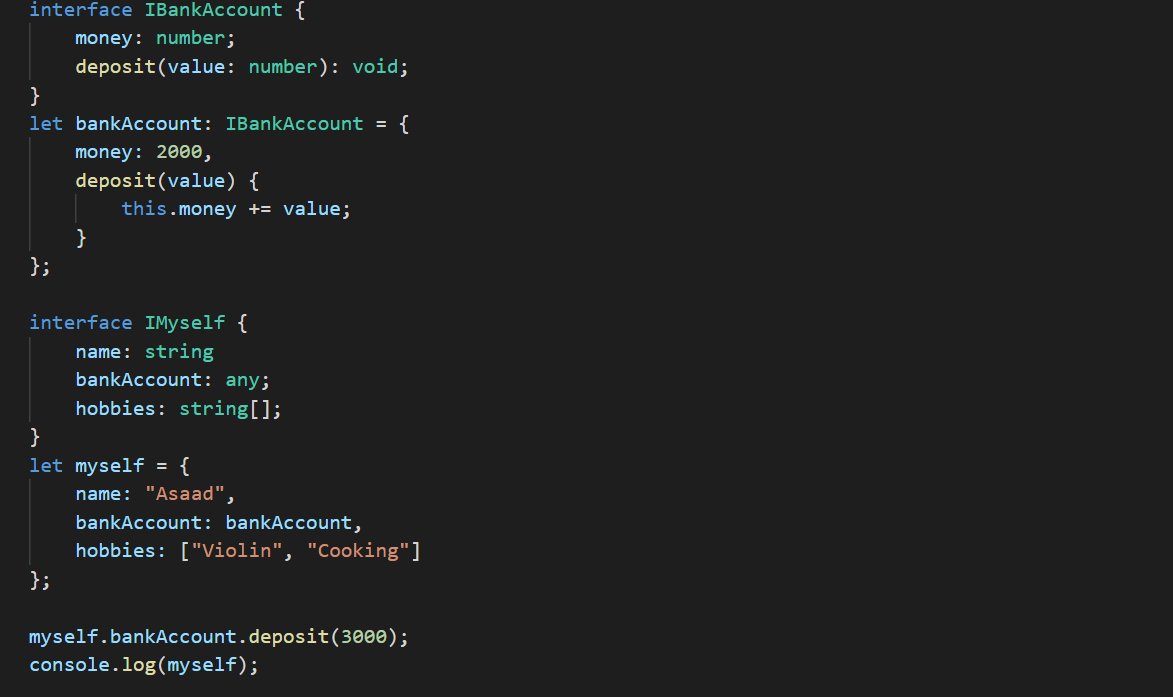 interface IBankAccount {
    money: number;
    deposit(value: number): void;
}
let bankAccount: IBankAccount = {
    money: 2000,
    deposit(value) {
        this.money += value;
    }
};

interface IMyself {
    name: string
    bankAccount: any;
    hobbies: string[];
}
let myself = {
    name: "Asaad",
    bankAccount: bankAccount,
    hobbies: ["Violin", "Cooking"]
};

myself.bankAccount.deposit(3000);
console.log(myself);